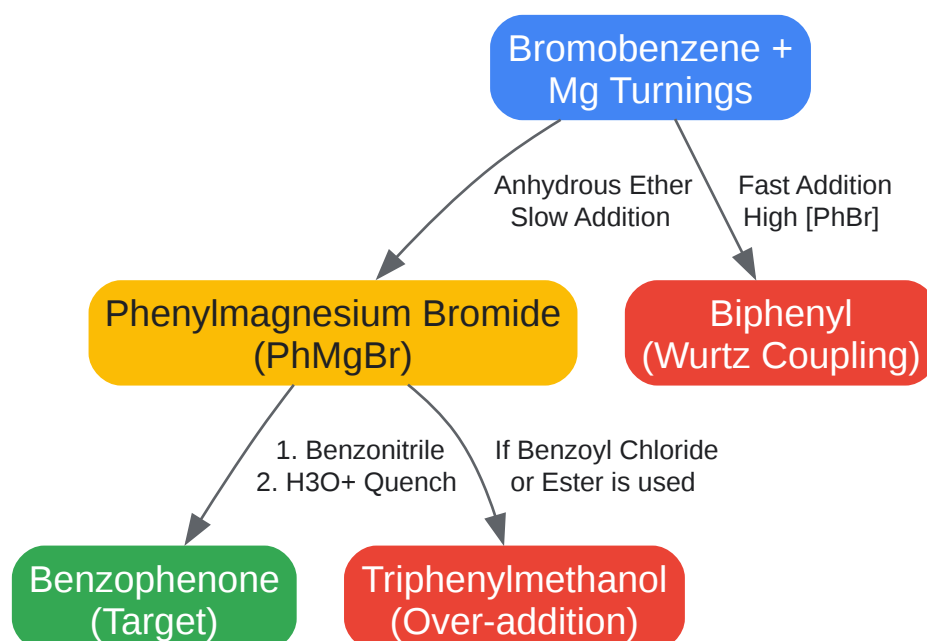 Bromobenzene +
Mg Turnings
Anhydrous Ether
Slow Addition
Fast Addition
High [PhBr]
Phenylmagnesium Bromide
(PhMgBr)
Biphenyl
(Wurtz Coupling)
1. Benzonitrile
2. H3O+ Quench
If Benzoyl Chloride
or Ester is used
Benzophenone
(Target)
Triphenylmethanol
(Over-addition)